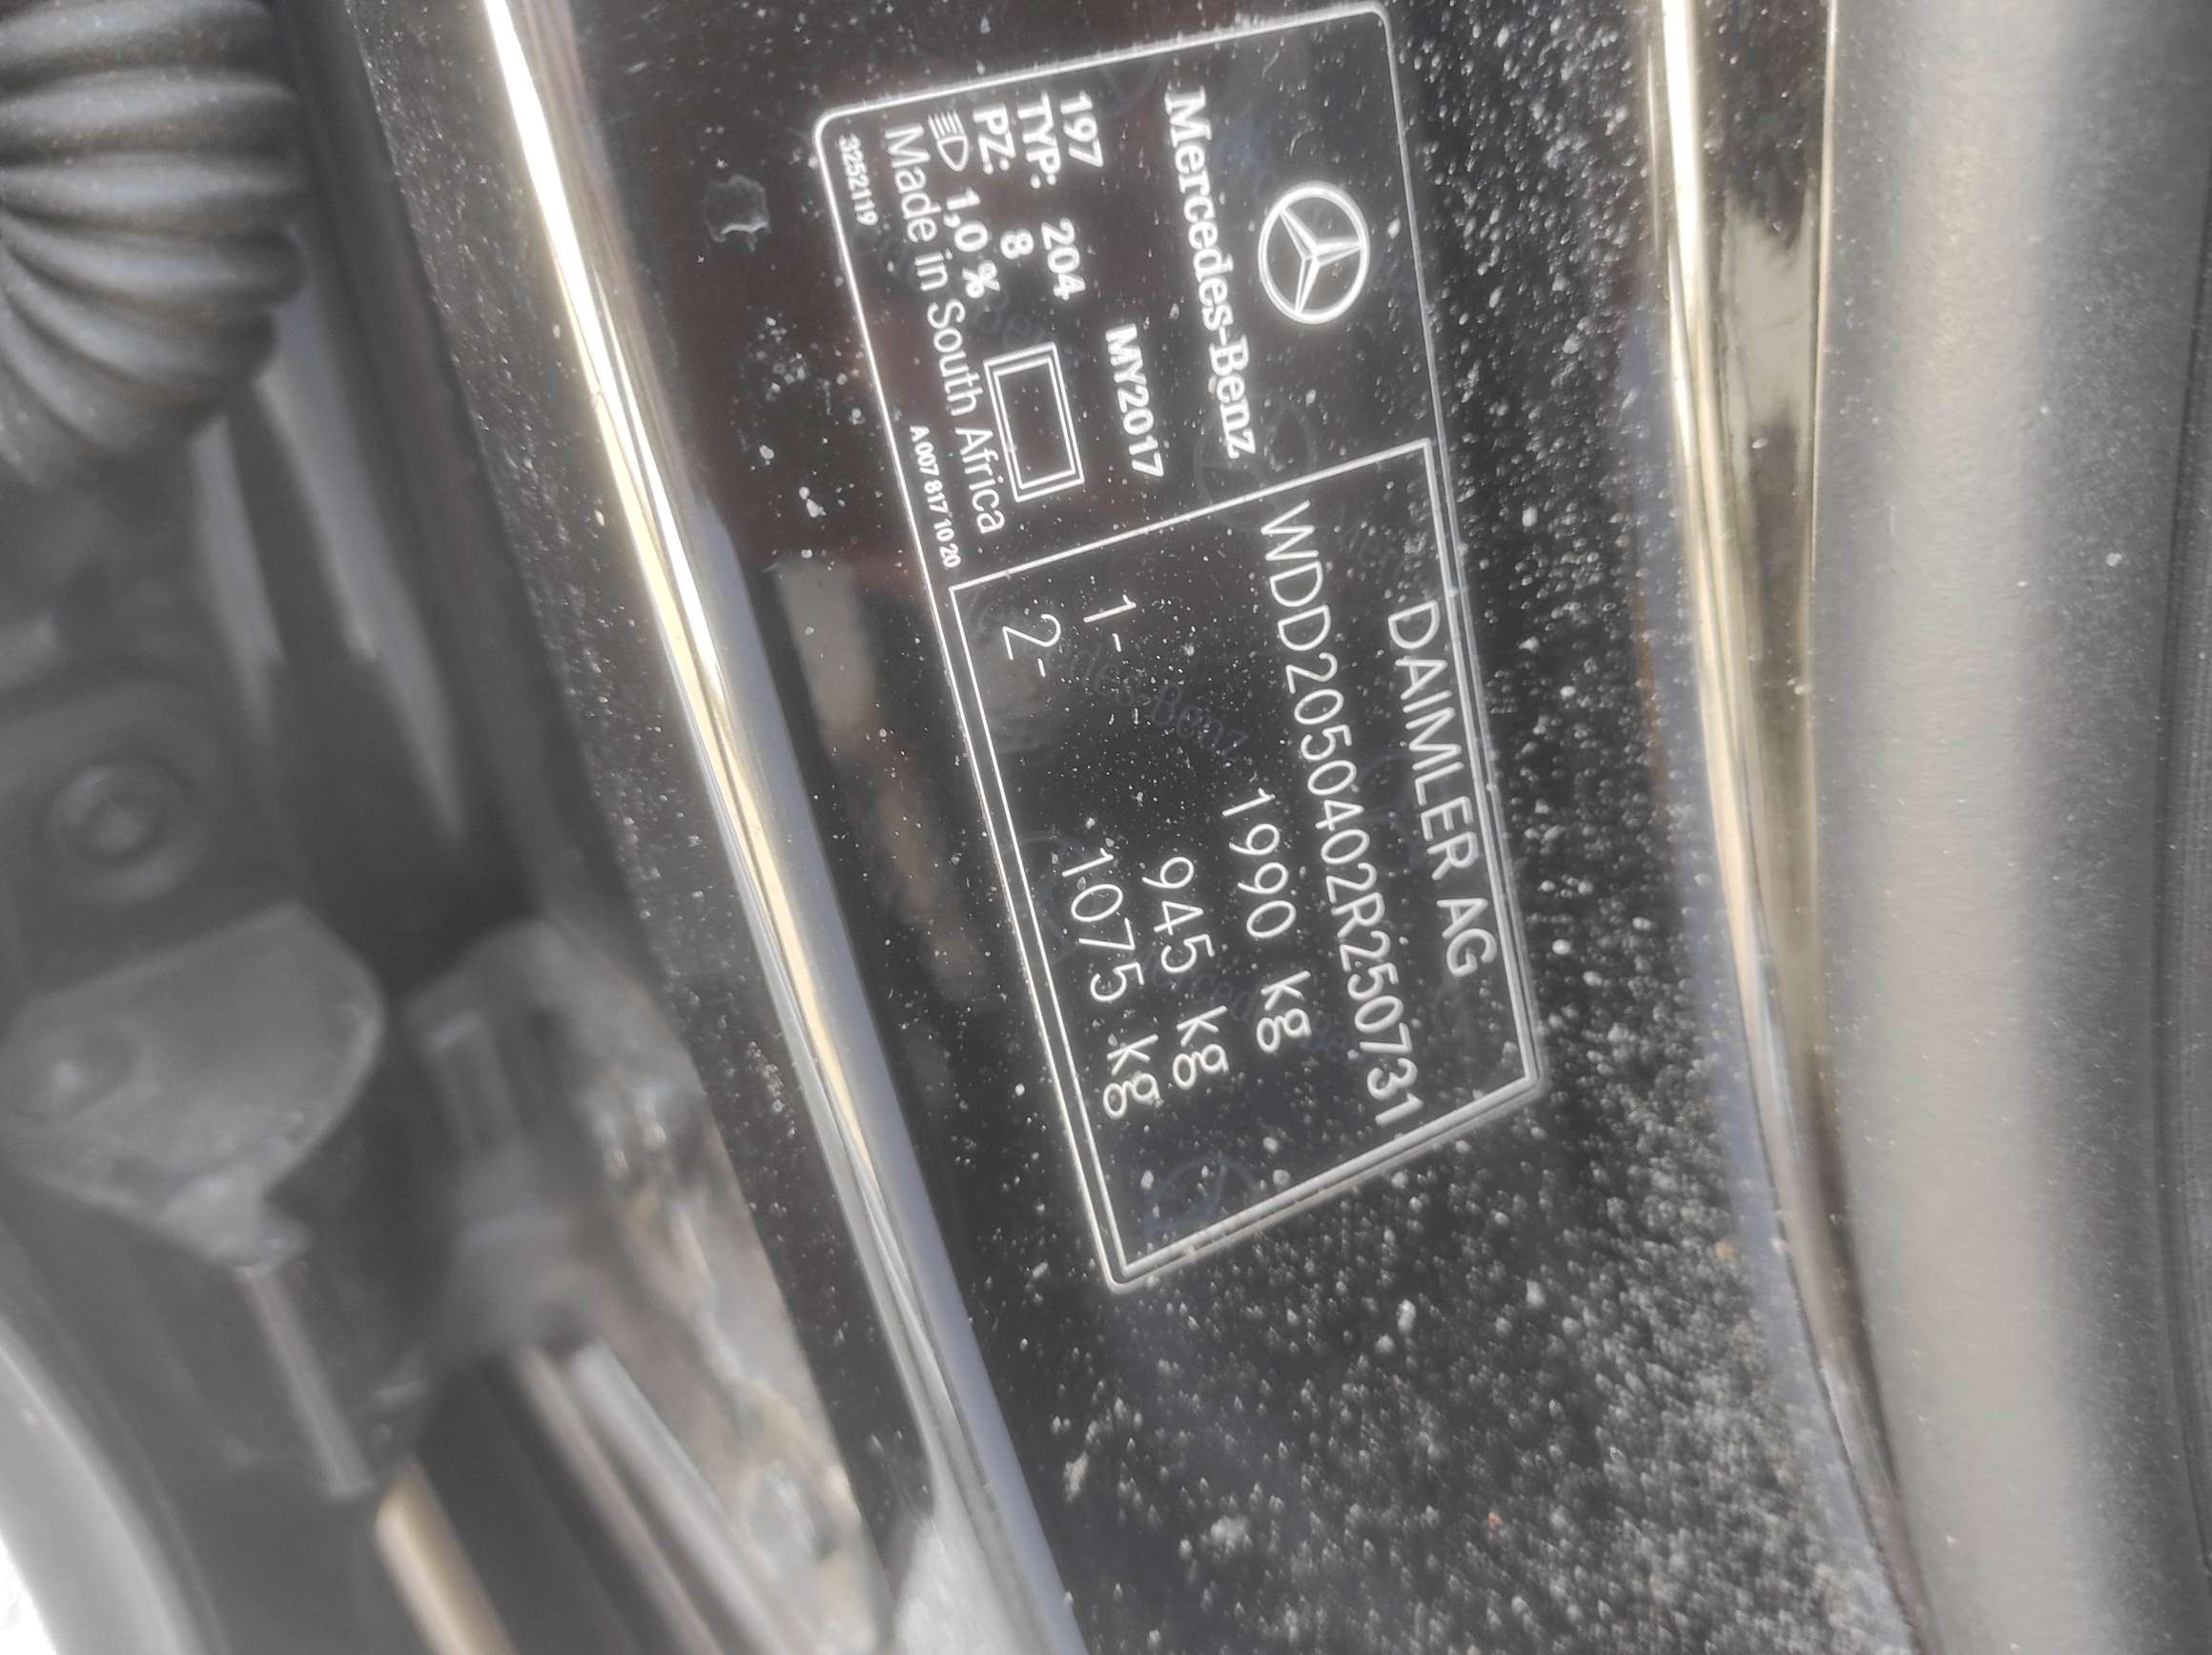 Mercedes-Benz
MY2017
197
TYP: 204
PZ: 8
1,0 %
Made in South Africa
3252119
A 007 817 10 20
DAIMLER AG
WDD2050402R250731
1990 kg
1- 945 kg
2- 1075 kg